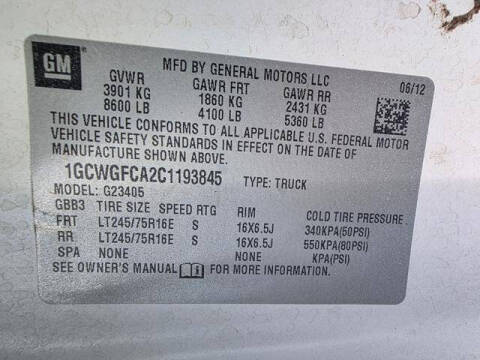 GM
MFD BY GENERAL MOTORS LLC
GVWR GAWR FRT GAWR RR 06/12
3901 KG 1860 KG 2431 KG
8600 LB 4100 LB 5360 LB
THIS VEHICLE CONFORMS TO ALL APPLICABLE U.S. FEDERAL MOTOR
VEHICLE SAFETY STANDARDS IN EFFECT ON THE DATE OF
MANUFACTURE SHOWN ABOVE.
1GCWGFCA2C1193845 TYPE: TRUCK
MODEL: G23405
GBB3 TIRE SIZE SPEED RTG RIM COLD TIRE PRESSURE
FRT LT245/75R16E S 16X6.5J 340KPA(50PSI)
RR LT245/75R16E S 16X6.5J 550KPA(80PSI)
SPA NONE NONE KPA(PSI)
SEE OWNER'S MANUAL FOR MORE INFORMATION.